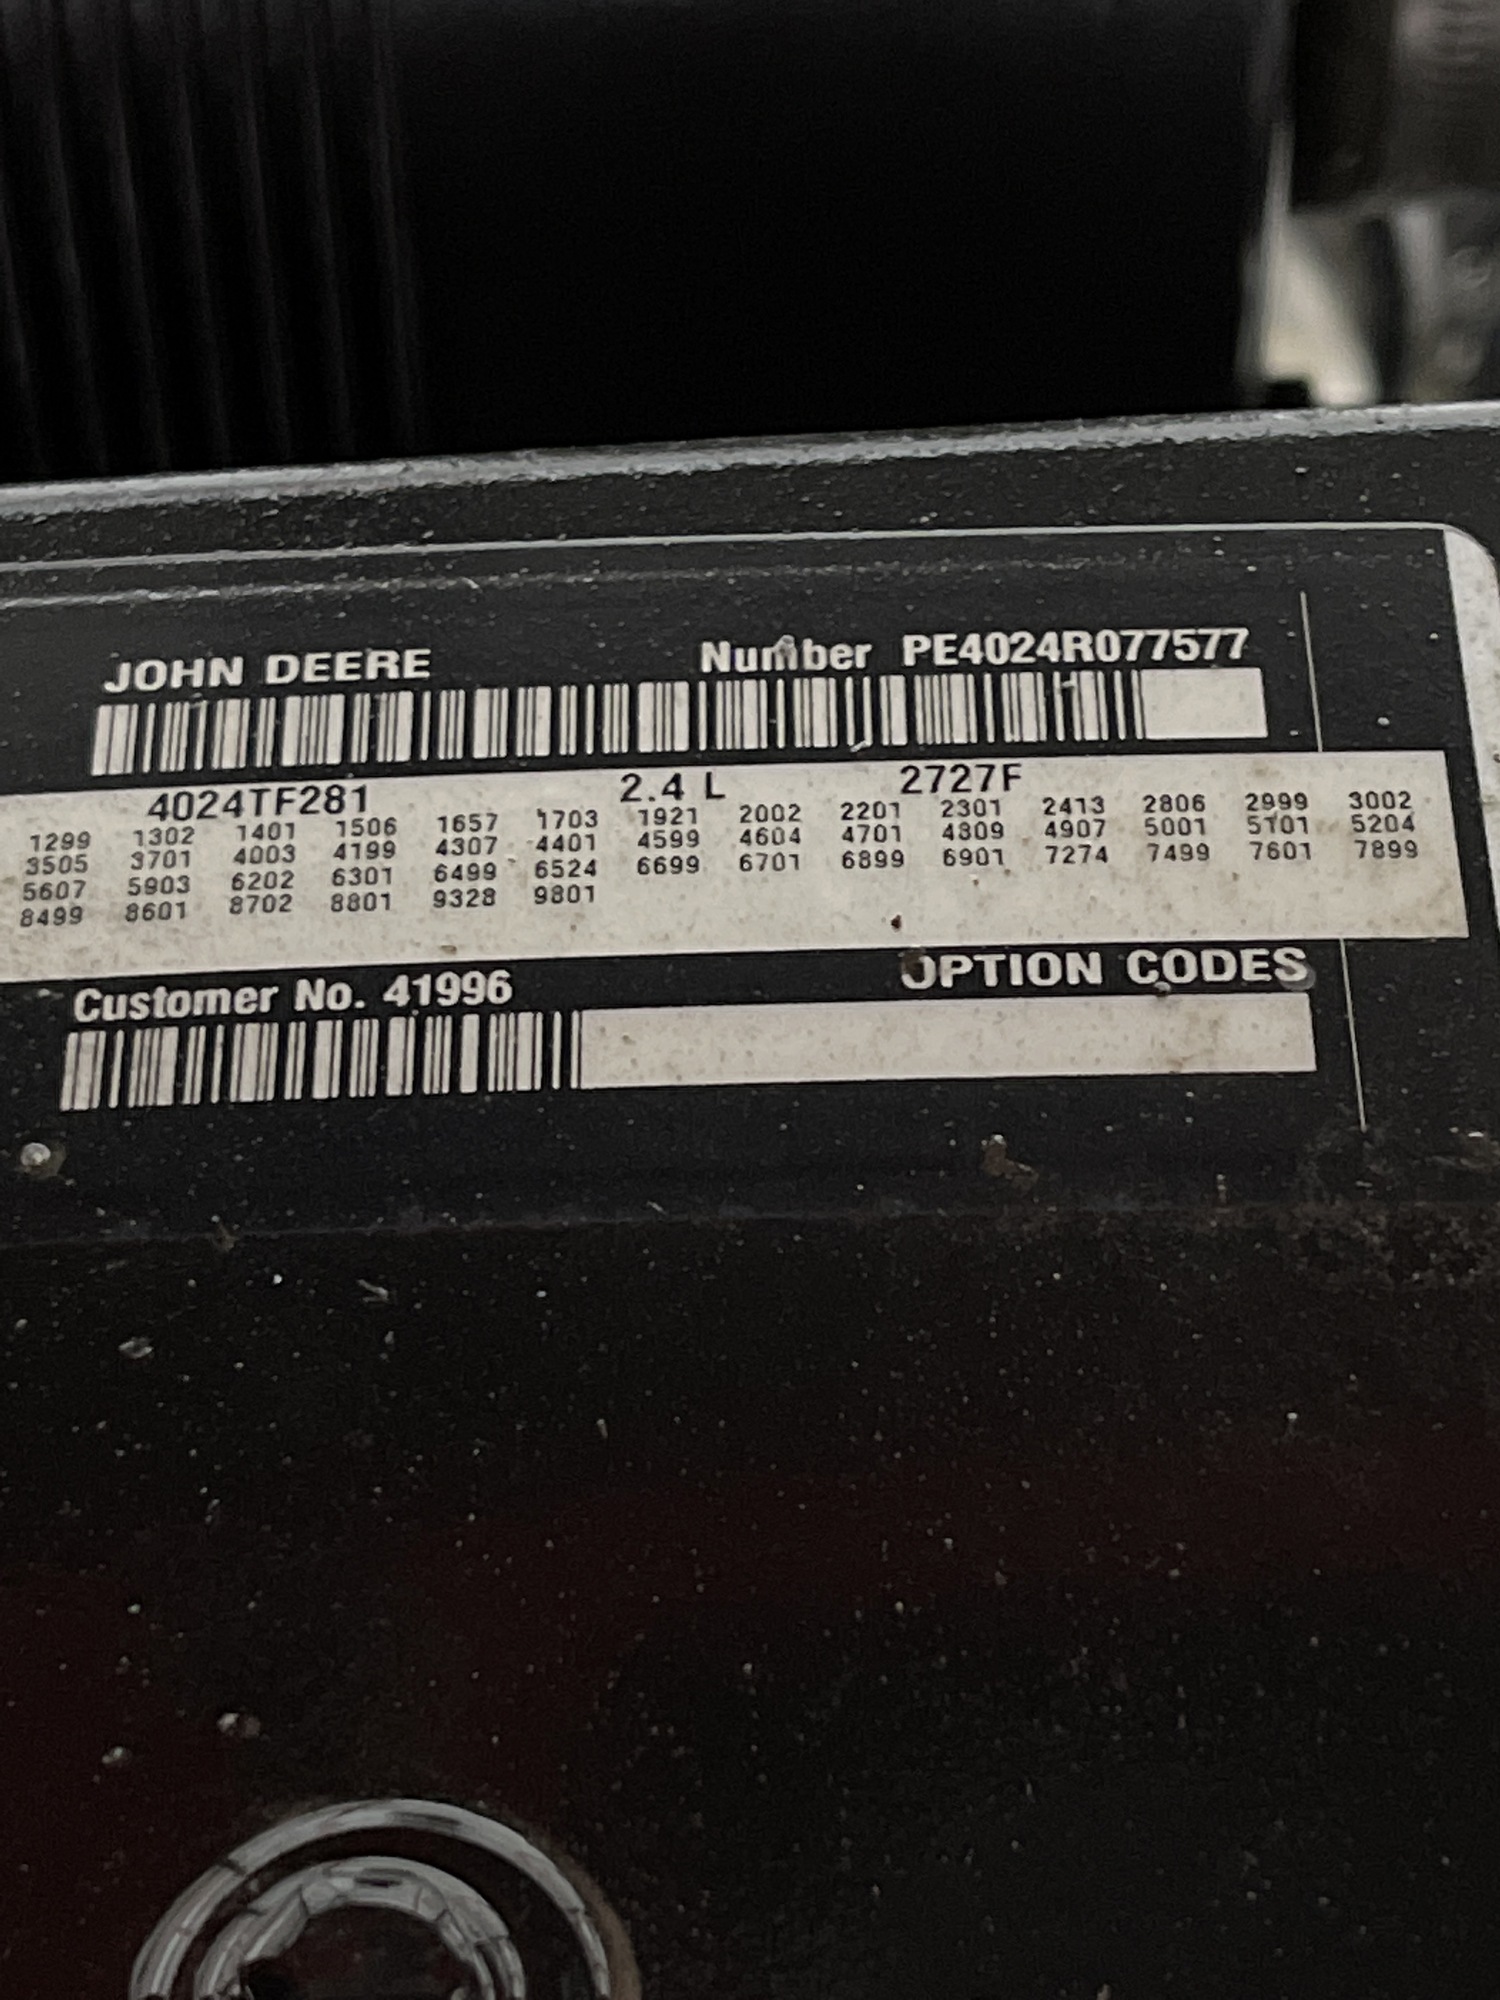 JOHN DEERE Number PE4024R077577
4024TF281 2.4 L 2727F
1299 1302 1401 1506 1657 1703 1921 2002 2201 2301 2413 2806 2999 3002
3505 3701 4003 4199 4307 4401 4599 4604 4701 4809 4907 5001 5101 5204
5607 5903 6202 6301 6499 6524 6699 6701 6899 6901 7274 7499 7601 7899
8499 8601 8702 8801 9328 9801
Customer No. 41996 OPTION CODES